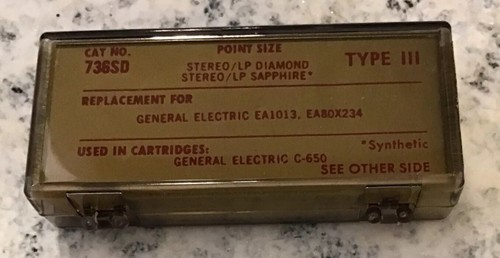 CAT NO. POINT SIZE
736SD STEREO/LP DIAMOND TYPE III
STEREO/LP SAPPHIRE*
REPLACEMENT FOR
GENERAL ELECTRIC EA1013, EA80X234
*Synthetic
USED IN CARTRIDGES:
GENERAL ELECTRIC C-650
SEE OTHER SIDE